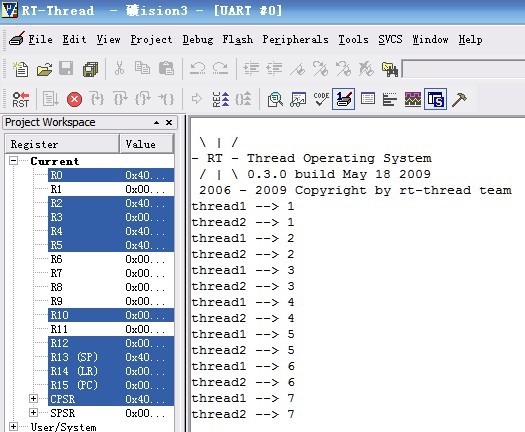 RT-Thread - 礦ision3 - [UART #0]
File Edit View Project Debug Flash Peripherals Tools SVCS Window Help
RST REC CODE
Project Workspace
Register Value
Current
R0 0x40...
R1 0x00...
R2 0x40...
R3 0x00...
R4 0x40...
R5 0x40...
R6 0x00...
R7 0x00...
R8 0x00...
R9 0x00...
R10 0x00...
R11 0x00...
R12 0x00...
R13 (SP) 0x40...
R14 (LR) 0x00...
R15 (PC) 0x00...
CPSR 0x40...
SPSR 0x00...
User/System
\ | /
- RT - Thread Operating System
/ | \ 0.3.0 build May 18 2009
2006 - 2009 Copyright by rt-thread team
thread1 --> 1
thread2 --> 1
thread1 --> 2
thread2 --> 2
thread1 --> 3
thread2 --> 3
thread1 --> 4
thread2 --> 4
thread1 --> 5
thread2 --> 5
thread1 --> 6
thread2 --> 6
thread1 --> 7
thread2 --> 7